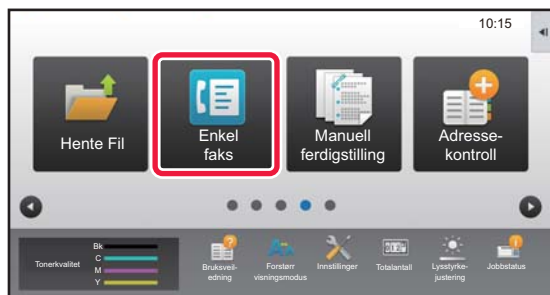 10:15
Hente Fil
Enkel
faks
Manuell
ferdigstilling
Adresse-
kontroll
Tonerkvalitet
Bk
C
M
Y
Bruksveil-
edning
Forstørr
visningsmodus
Innstillinger
Totalantall
Lysstyrke-
justering
Jobbstatus